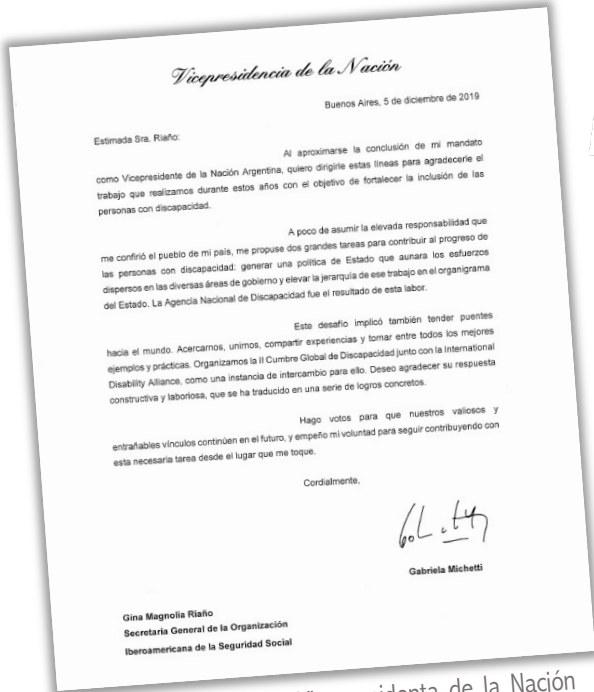 Vicepresidencia de la Nación
Buenos Aires, 5 de diciembre de 2019
Estimada Sra. Riaño:
Al aproximarse la conclusión de mi mandato
como Vicepresidente de la Nación Argentina, quiero dirigirle estas líneas para agradecerle el
trabajo que realizamos durante estos años con el objetivo de fortalecer la inclusión de las
personas con discapacidad.
A poco de asumir la elevada responsabilidad que
me confirió el pueblo de mi país, me propuse dos grandes tareas para contribuir al progreso de
las personas con discapacidad: generar una política de Estado que aunara los esfuerzos
dispersos en las diversas áreas de gobierno y elevar la jerarquía de ese trabajo en el organigrama
del Estado. La Agencia Nacional de Discapacidad fue el resultado de esta labor.
Este desafío implicó también tender puentes
hacia el mundo. Acercarnos, unirnos, compartir experiencias y tomar entre todos los mejores
ejemplos y prácticas. Organizamos la II Cumbre Global de Discapacidad junto con la International
Disability Alliance, como una instancia de intercambio para ello. Deseo agradecer su respuesta
constructiva y laboriosa, que se ha traducido en una serie de logros concretos.
Hago votos para que nuestros valiosos y
entrañables vínculos continúen en el futuro, y empeño mi voluntad para seguir contribuyendo con
esta necesaria tarea desde el lugar que me toque.
Cordialmente,
Gabriela Michetti
Gina Magnolia Riaño
Secretaria General de la Organización
Iberoamericana de la Seguridad Social
de la Nación